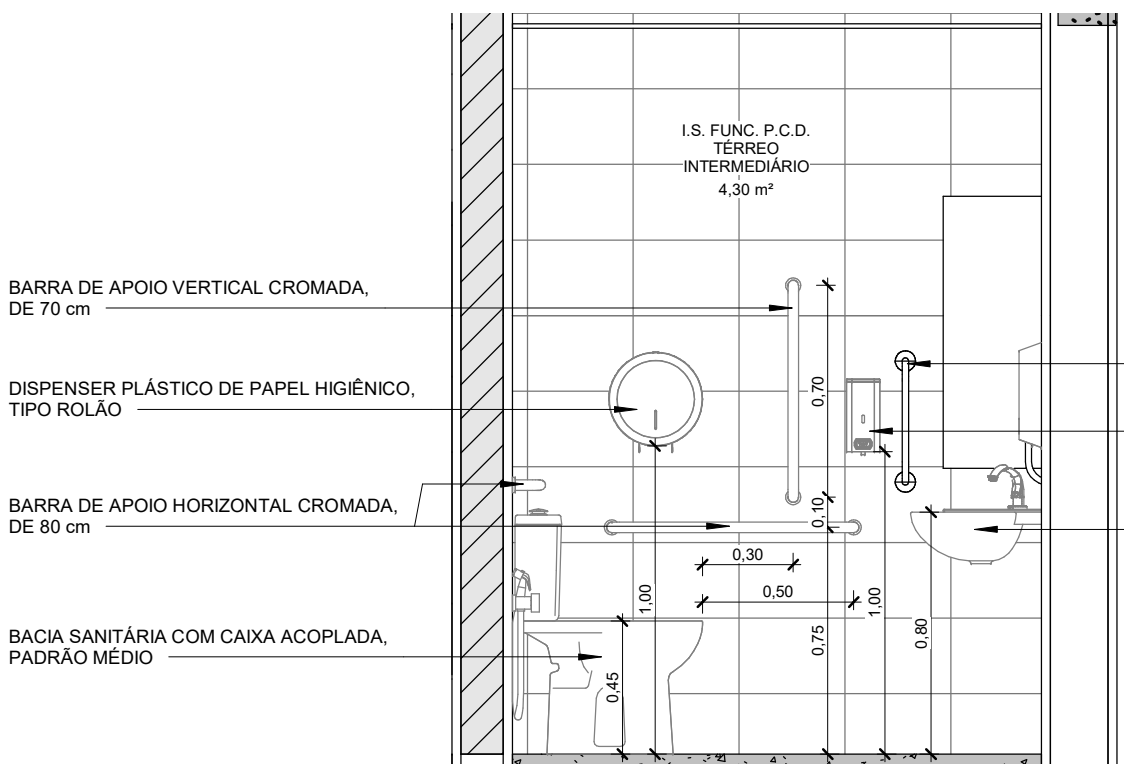 I.S. FUNC. P.C.D.
TÉRREO
INTERMEDIÁRIO
4,30 m²
BARRA DE APOIO VERTICAL CROMADA,
DE 70 cm
DISPENSER PLÁSTICO DE PAPEL HIGIÊNICO,
TIPO ROLÃO
BARRA DE APOIO HORIZONTAL CROMADA,
DE 80 cm
BACIA SANITÁRIA COM CAIXA ACOPLADA,
PADRÃO MÉDIO
0,70
0,10
0,30
0,50
1,00
1,00
0,75
0,80
0,45